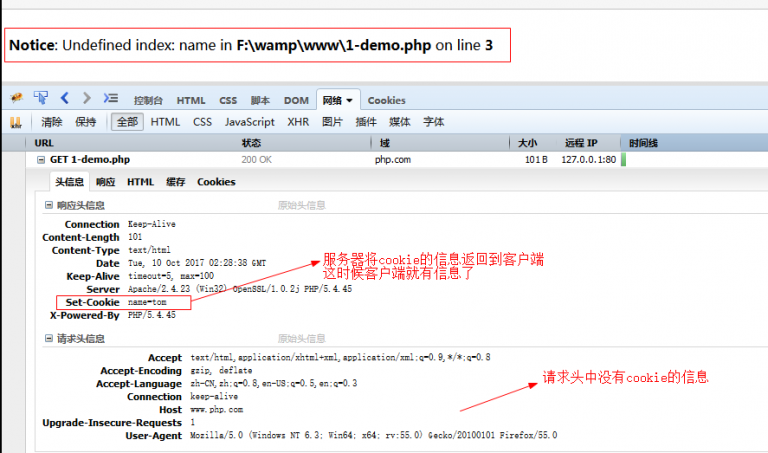 Notice: Undefined index: name in F:\wamp\www\1-demo.php on line 3
控制台 HTML CSS 脚本 DOM 网络 Cookies
清除 保持 全部 HTML CSS JavaScript XHR 图片 插件 媒体 字体
URL 状态 域 大小 远程 IP 时间线
GET 1-demo.php 200 OK php.com 101 B 127.0.0.1:80
头信息 响应 HTML 缓存 Cookies
响应头信息 原始头信息
Connection Keep-Alive
Content-Length 101
Content-Type text/html
Date Tue, 10 Oct 2017 02:28:38 GMT
Keep-Alive timeout=5, max=100
Server Apache/2.4.23 (Win32) OpenSSL/1.0.2j PHP/5.4.45
Set-Cookie name=tom
X-Powered-By PHP/5.4.45
服务器将cookie的信息返回到客户端
这时候客户端就有信息了
请求头信息 原始头信息
Accept text/html,application/xhtml+xml,application/xml;q=0.9,*/*;q=0.8
Accept-Encoding gzip, deflate
Accept-Language zh-CN,zh;q=0.8,en-US;q=0.5,en;q=0.3
Connection keep-alive
Host www.php.com
Upgrade-Insecure-Requests 1
User-Agent Mozilla/5.0 (Windows NT 6.3; Win64; x64; rv:55.0) Gecko/20100101 Firefox/55.0
请求头中没有cookie的信息